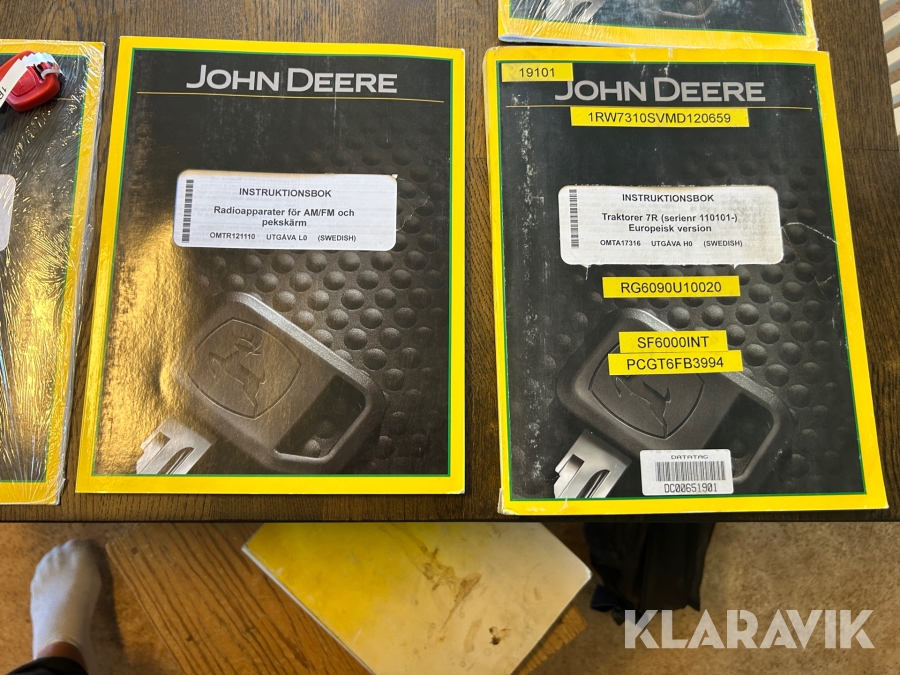 JOHN DEERE
INSTRUKTIONSBOK
Radioapparater för AM/FM och
pekskärm
OMTR121110 UTGÅVA L0 (SWEDISH)
19101
JOHN DEERE
1RW7310SVMD120659
INSTRUKTIONSBOK
Traktorer 7R (serienr 110101-)
Europeisk version
OMTA17316 UTGÅVA H0 (SWEDISH)
RG6090U10020
SF6000INT
PCGT6FB3994
DATATAG
DC00651901
KLARAVIK